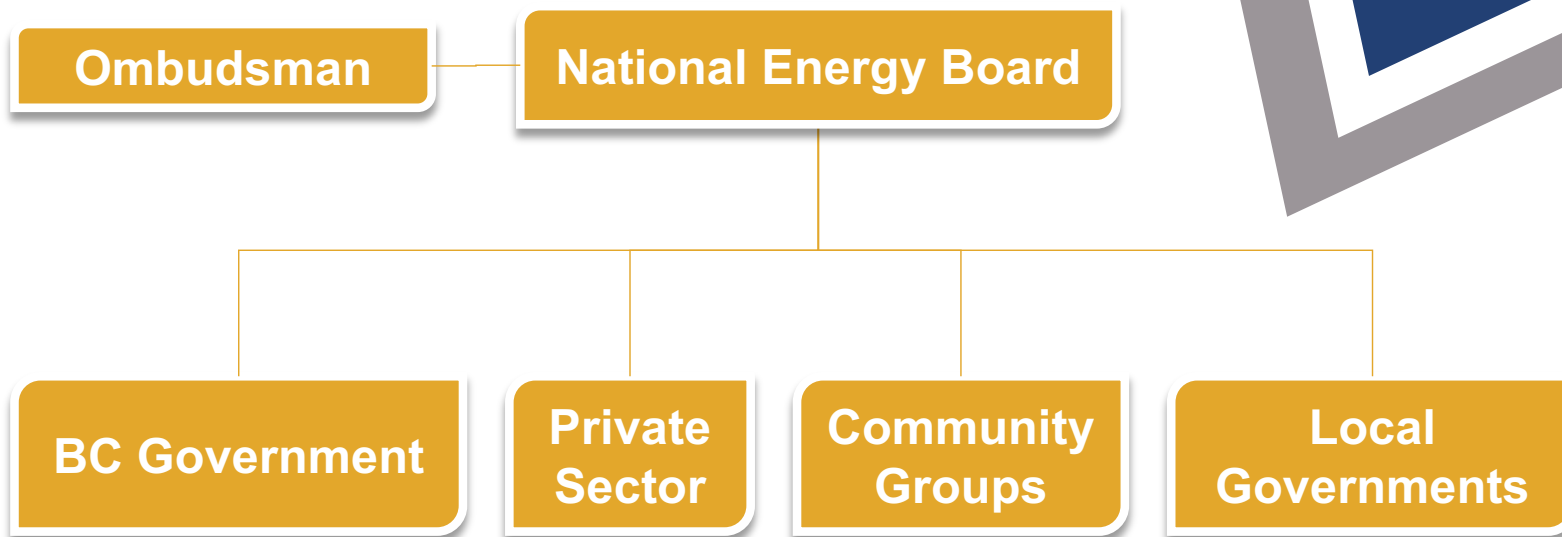 Ombudsman
National Energy Board
BC Government
Private
Sector
Community
Groups
Local
Governments